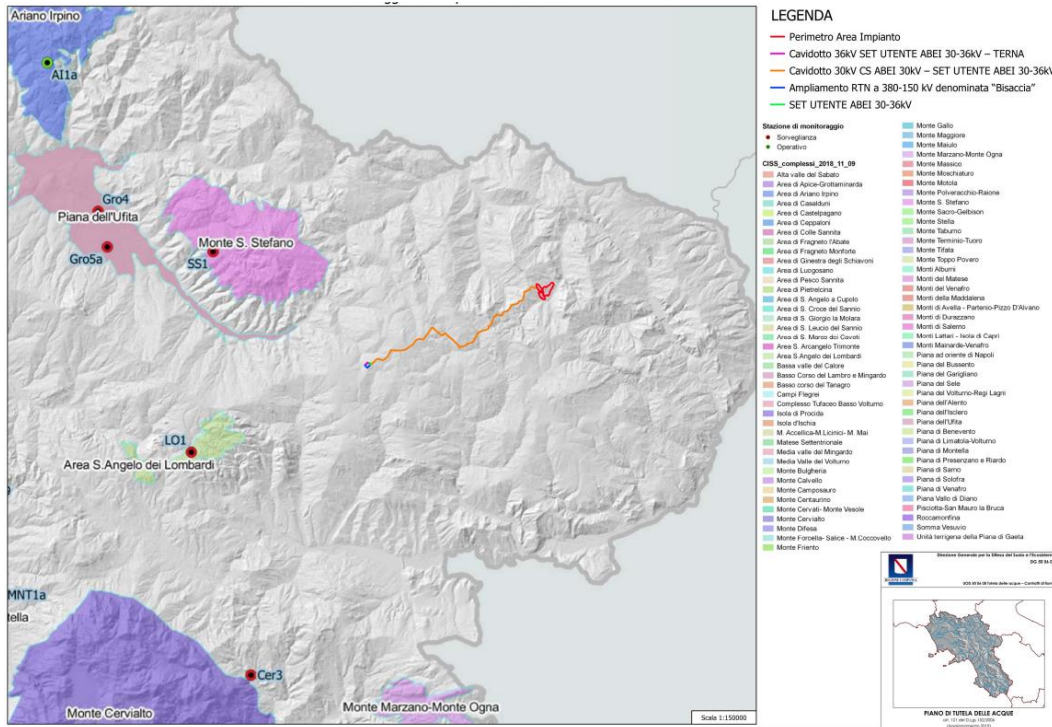 Ariano Irpino
AI1a
Gro4
Piana dell'Ufita
Gro5a
Monte S. Stefano
SS1
LO1
Area S.Angelo dei Lombardi
MNT1a
tella
Cer3
Monte Cervialto
Monte Marzano-Monte Ogna
Scala 1:150000
LEGENDA
Perimetro Area Impianto
Cavidotto 36kV SET UTENTE ABEI 30-36kV – TERNA
Cavidotto 30kV CS ABEI 30kV – SET UTENTE ABEI 30-36kV
Ampliamento RTN a 380-150 kV denominata "Bisaccia"
SET UTENTE ABEI 30-36kV
Stazione di monitoraggio
Sorveglianza
Operativo
CISS_complessi_2018_11_09
Alta valle del Sabato
Area di Apice-Grottaminarda
Area di Ariano Irpino
Area di Casalduni
Area di Castelpagano
Area di Ceppaloni
Area di Colle Sannita
Area di Fragneto l'Abate
Area di Fragneto Monforte
Area di Ginestra degli Schiavoni
Area di Luogosano
Area di Pesco Sannita
Area di Pietrelcina
Area di S. Angelo a Cupolo
Area di S. Croce del Sannio
Area di S. Giorgio la Molara
Area di S. Leucio del Sannio
Area di S. Marco dei Cavoti
Area S. Arcangelo Trimonte
Area S.Angelo dei Lombardi
Bassa valle del Calore
Basso Corso del Lambro e Mingardo
Basso corso del Tanagro
Campi Flegrei
Complesso Tufaceo Basso Volturno
Isola di Procida
Isola d'Ischia
M. Accellica-M.Licinici- M. Mai
Matese Settentrionale
Media valle del Mingardo
Media Valle del Volturno
Monte Bulgheria
Monte Calvello
Monte Camposauro
Monte Centaurino
Monte Cervati- Monte Vesole
Monte Cervialto
Monte Difesa
Monte Forcella- Salice - M.Coccovello
Monte Friento
Monte Gallo
Monte Maggiore
Monte Maiulo
Monte Marzano-Monte Ogna
Monte Massico
Monte Moschiaturo
Monte Motola
Monte Polveracchio-Raione
Monte S. Stefano
Monte Sacro-Gelbison
Monte Stella
Monte Taburno
Monte Terminio-Tuoro
Monte Tifata
Monte Toppo Povero
Monti Alburni
Monti del Matese
Monti del Venafro
Monti della Maddalena
Monti di Avella - Partenio-Pizzo D'Alvano
Monti di Durazzano
Monti di Salerno
Monti Lattari - Isola di Capri
Monti Mainarde-Venafro
Piana ad oriente di Napoli
Piana del Bussento
Piana del Garigliano
Piana del Sele
Piana del Volturno-Regi Lagni
Piana dell'Alento
Piana dell'Isclero
Piana dell'Ufita
Piana di Benevento
Piana di Limatola-Volturno
Piana di Montella
Piana di Presenzano e Riardo
Piana di Sarno
Piana di Solofra
Piana di Venafro
Piana Vallo di Diano
Pisciotta-San Mauro la Bruca
Roccamonfina
Somma Vesuvio
Unità terrigena della Piana di Gaeta
Direzione Generale per la Difesa del Suolo e l'Ecosistema
PIANO DI TUTELA DELLE ACQUE